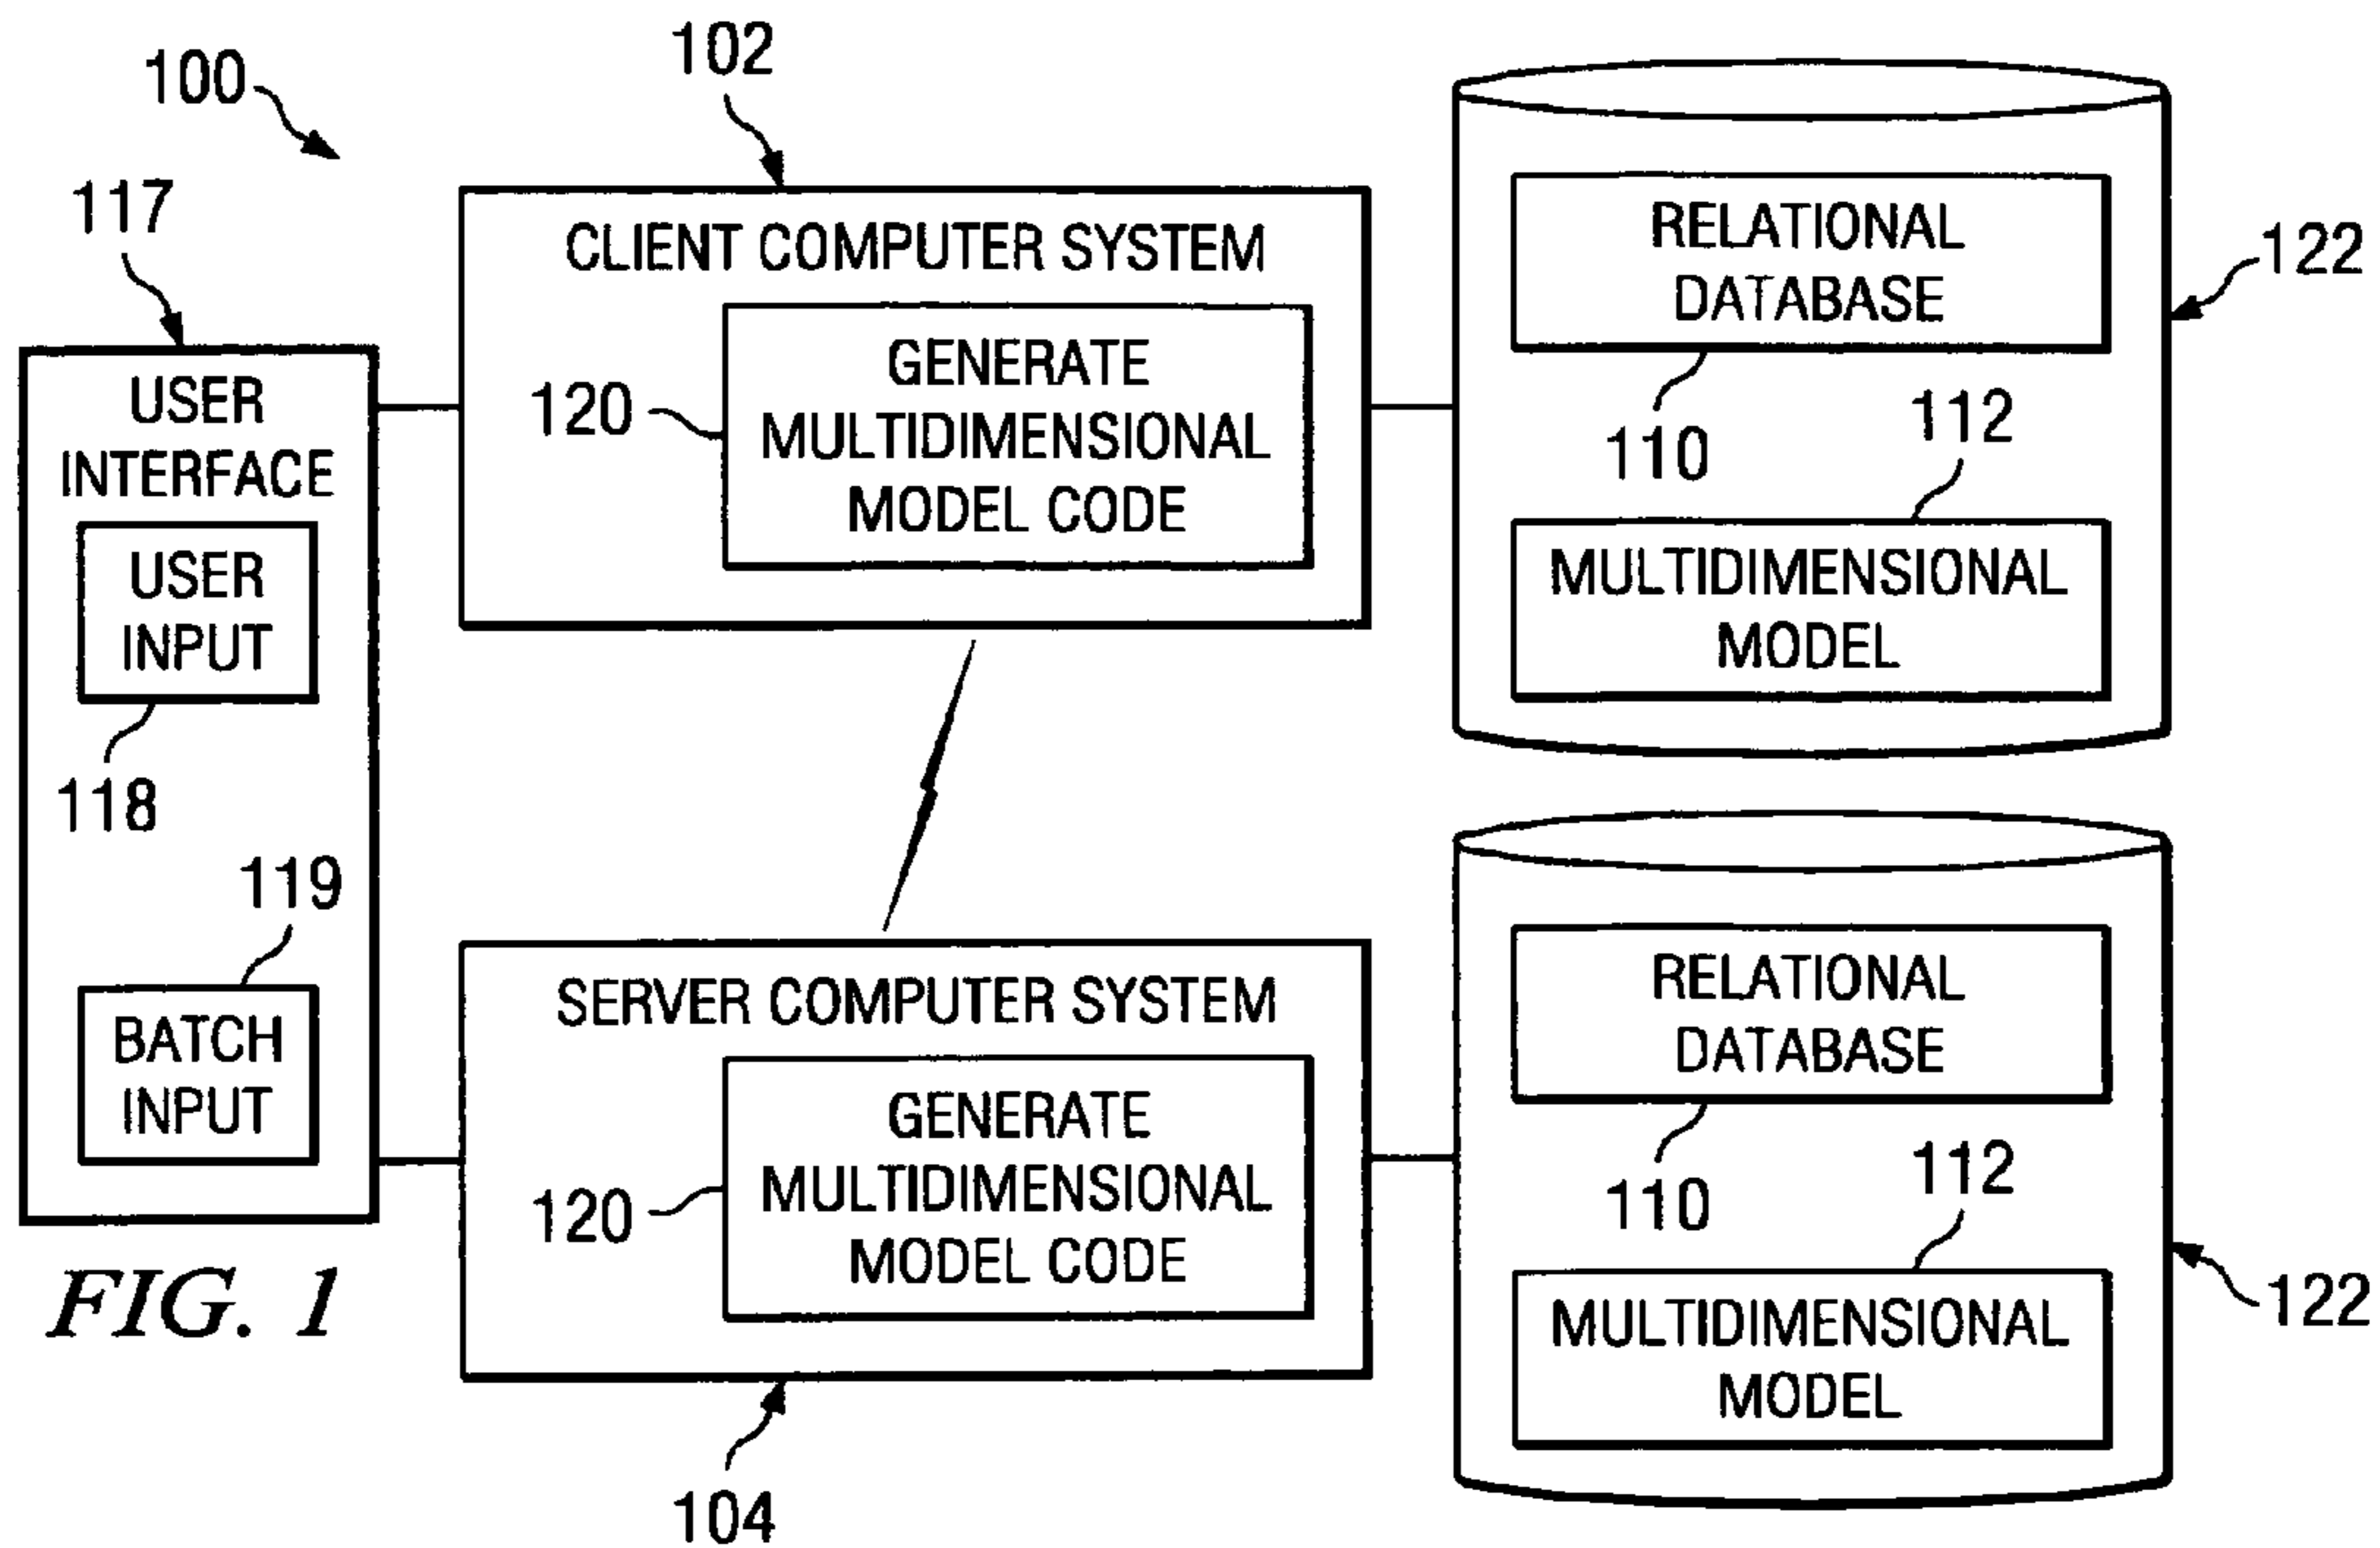 100
102
117
CLIENT COMPUTER SYSTEM
120
GENERATE
MULTIDIMENSIONAL
MODEL CODE
RELATIONAL
DATABASE
110
122
112
MULTIDIMENSIONAL
MODEL
USER
INTERFACE
USER
INPUT
118
119
BATCH
INPUT
SERVER COMPUTER SYSTEM
120
GENERATE
MULTIDIMENSIONAL
MODEL CODE
104
RELATIONAL
DATABASE
110
112
MULTIDIMENSIONAL
MODEL
122
FIG. 1